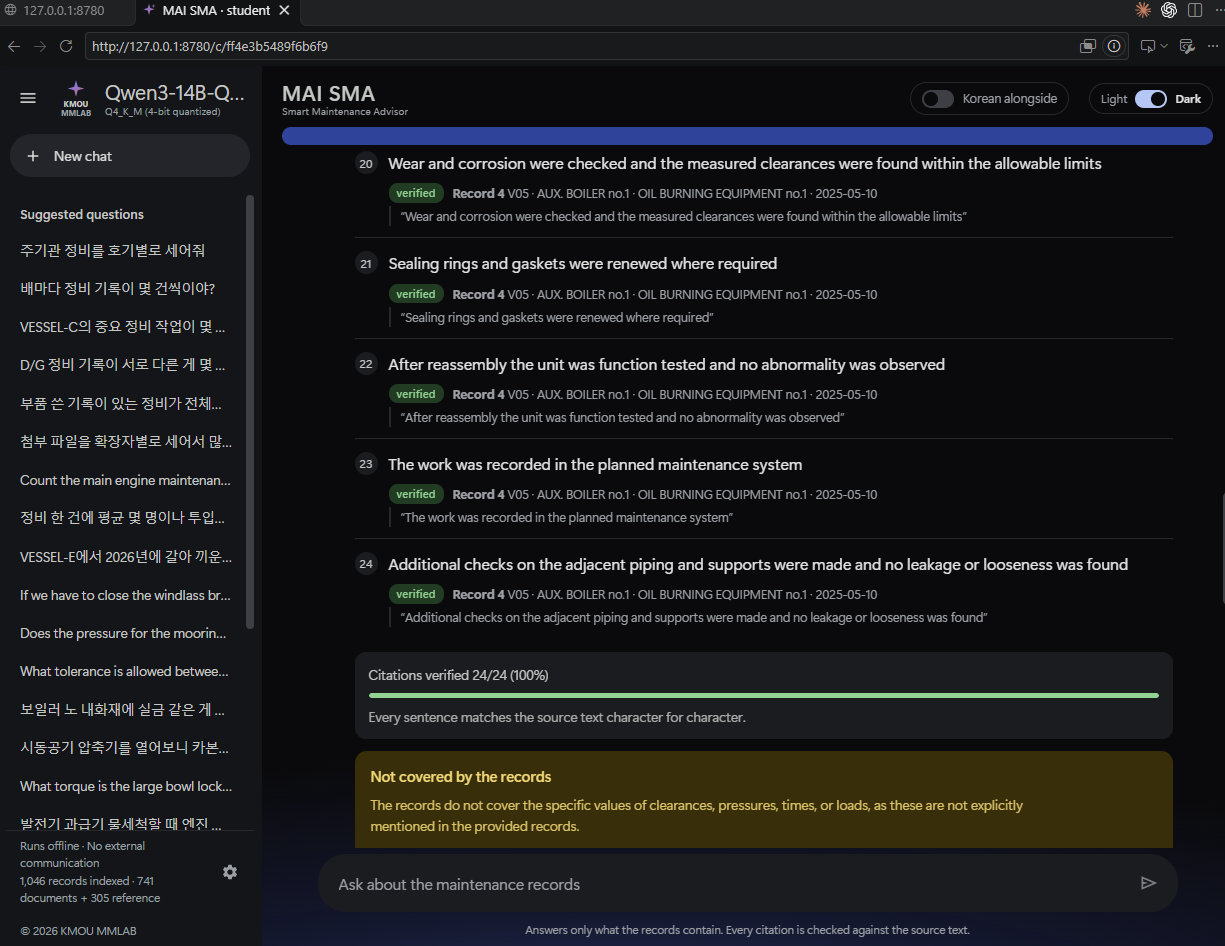 127.0.0.1:8780
MAI SMA · student
http://127.0.0.1:8780/c/ff4e3b5489f6b6f9
KMOU
MMLAB
Qwen3-14B-Q...
Q4_K_M (4-bit quantized)
New chat
Suggested questions
주기관 정비를 호기별로 세어줘
배마다 정비 기록이 몇 건씩이야?
VESSEL-C의 중요 정비 작업이 몇 ...
D/G 정비 기록이 서로 다른 게 몇 ...
부품 쓴 기록이 있는 정비가 전체...
첨부 파일을 확장자별로 세어서 많...
Count the main engine maintenan...
정비 한 건에 평균 몇 명이나 투입...
VESSEL-E에서 2026년에 갈아 끼운...
If we have to close the windlass br...
Does the pressure for the moorin...
What tolerance is allowed betwee...
보일러 노 내화재에 실금 같은 게 ...
시동공기 압축기를 열어보니 카본...
What torque is the large bowl lock...
발전기 과급기 물세척할 때 엔진 ...
Runs offline · No external
communication
1,046 records indexed · 741
documents + 305 reference
© 2026 KMOU MMLAB
MAI SMA
Smart Maintenance Advisor
Korean alongside
Light
Dark
20 Wear and corrosion were checked and the measured clearances were found within the allowable limits
verified Record 4 V05 · AUX. BOILER no.1 · OIL BURNING EQUIPMENT no.1 · 2025-05-10
“Wear and corrosion were checked and the measured clearances were found within the allowable limits”
21 Sealing rings and gaskets were renewed where required
verified Record 4 V05 · AUX. BOILER no.1 · OIL BURNING EQUIPMENT no.1 · 2025-05-10
“Sealing rings and gaskets were renewed where required”
22 After reassembly the unit was function tested and no abnormality was observed
verified Record 4 V05 · AUX. BOILER no.1 · OIL BURNING EQUIPMENT no.1 · 2025-05-10
“After reassembly the unit was function tested and no abnormality was observed”
23 The work was recorded in the planned maintenance system
verified Record 4 V05 · AUX. BOILER no.1 · OIL BURNING EQUIPMENT no.1 · 2025-05-10
“The work was recorded in the planned maintenance system”
24 Additional checks on the adjacent piping and supports were made and no leakage or looseness was found
verified Record 4 V05 · AUX. BOILER no.1 · OIL BURNING EQUIPMENT no.1 · 2025-05-10
“Additional checks on the adjacent piping and supports were made and no leakage or looseness was found”
Citations verified 24/24 (100%)
Every sentence matches the source text character for character.
Not covered by the records
The records do not cover the specific values of clearances, pressures, times, or loads, as these are not explicitly
mentioned in the provided records.
Ask about the maintenance records
Answers only what the records contain. Every citation is checked against the source text.